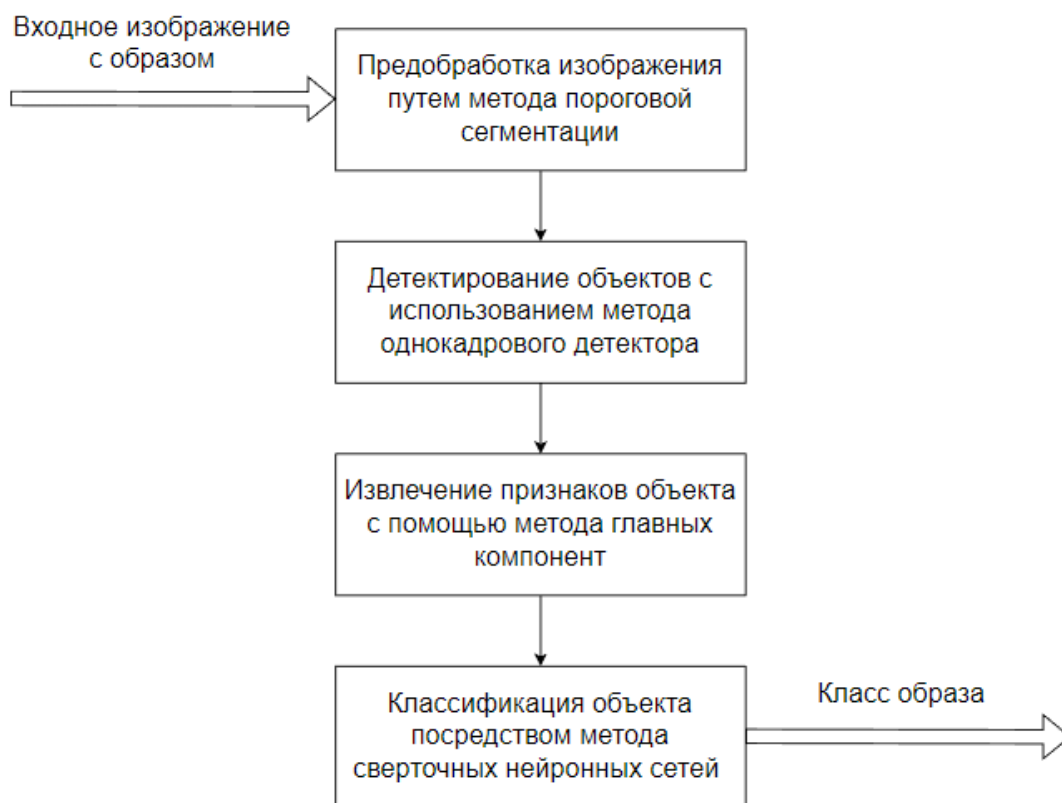 Входное изображение
с образом
Предобработка изображения
путем метода пороговой
сегментации
Детектирование объектов с
использованием метода
однокадрового детектора
Извлечение признаков объекта
с помощью метода главных
компонент
Классификация объекта
посредством метода
сверточных нейронных сетей
Класс образа